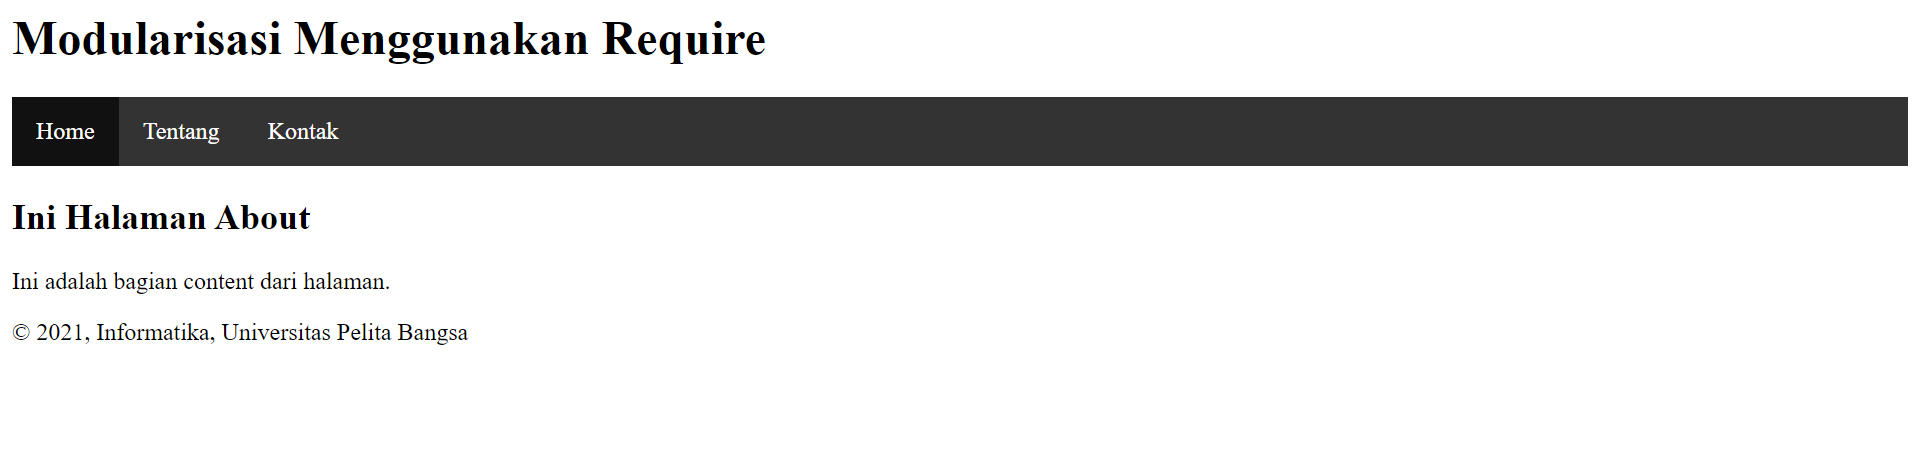 Modularisasi Menggunakan Require
Home Tentang Kontak
Ini Halaman About
Ini adalah bagian content dari halaman.
© 2021, Informatika, Universitas Pelita Bangsa